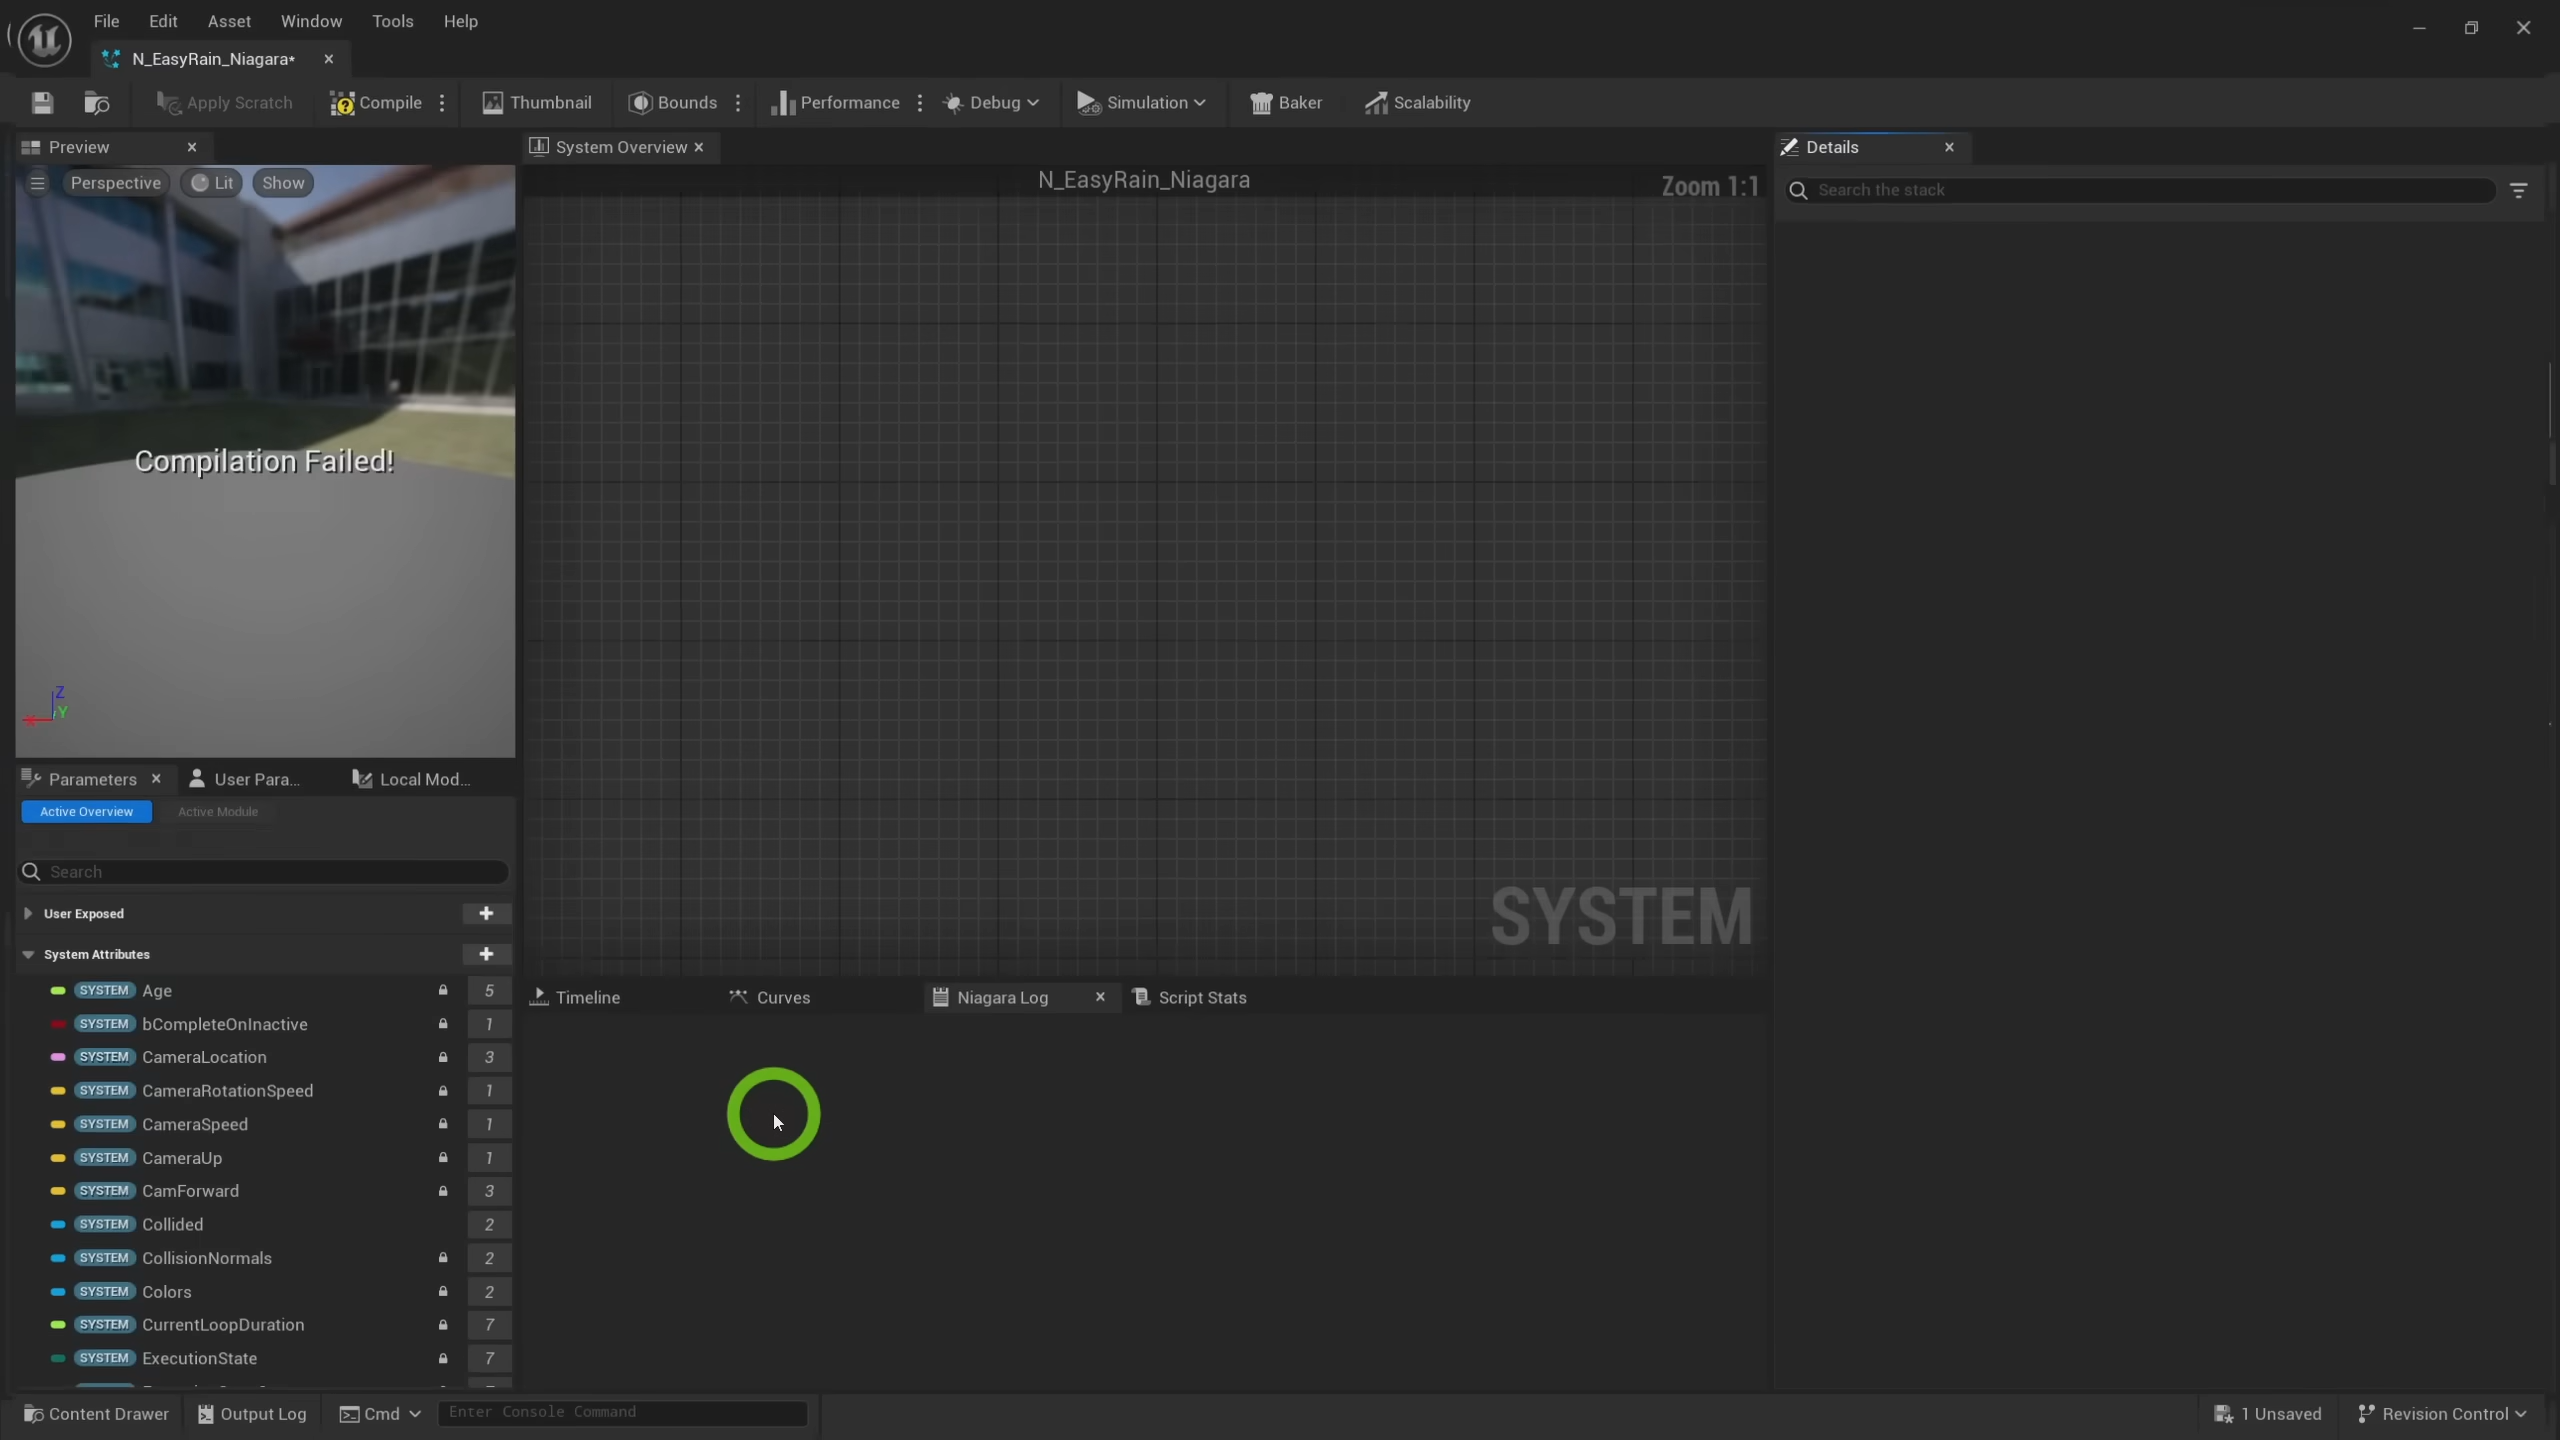 File Edit Asset Window Tools Help
N_EasyRain_Niagara*
Apply Scratch Compile Thumbnail Bounds Performance Debug Simulation Baker Scalability
Preview
Perspective Lit Show
Compilation Failed!
Z
Y
System Overview
N_EasyRain_Niagara
Zoom 1:1
SYSTEM
Details
Search the stack
Parameters User Para... Local Mod...
Active Overview Active Module
Search
User Exposed
System Attributes
SYSTEM Age 5
SYSTEM bCompleteOnInactive 1
SYSTEM CameraLocation 3
SYSTEM CameraRotationSpeed 1
SYSTEM CameraSpeed 1
SYSTEM CameraUp 1
SYSTEM CamForward 3
SYSTEM Collided 2
SYSTEM CollisionNormals 2
SYSTEM Colors 2
SYSTEM CurrentLoopDuration 7
SYSTEM ExecutionState 7
Timeline Curves Niagara Log Script Stats
Content Drawer Output Log Cmd Enter Console Command
1 Unsaved Revision Control